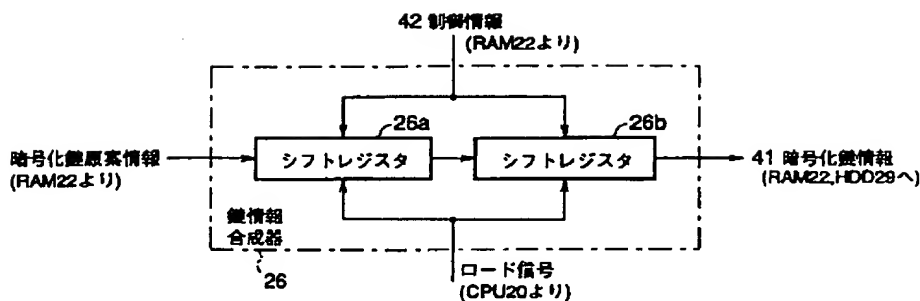 42 制御情報
(RAM22より)
26a
26b
暗号化鍵原案情報
(RAM22より)
シフトレジスタ
シフトレジスタ
41 暗号化鍵情報
(RAM22,HDD29へ)
鍵情報
合成器
26
ロード信号
(CPU20より)